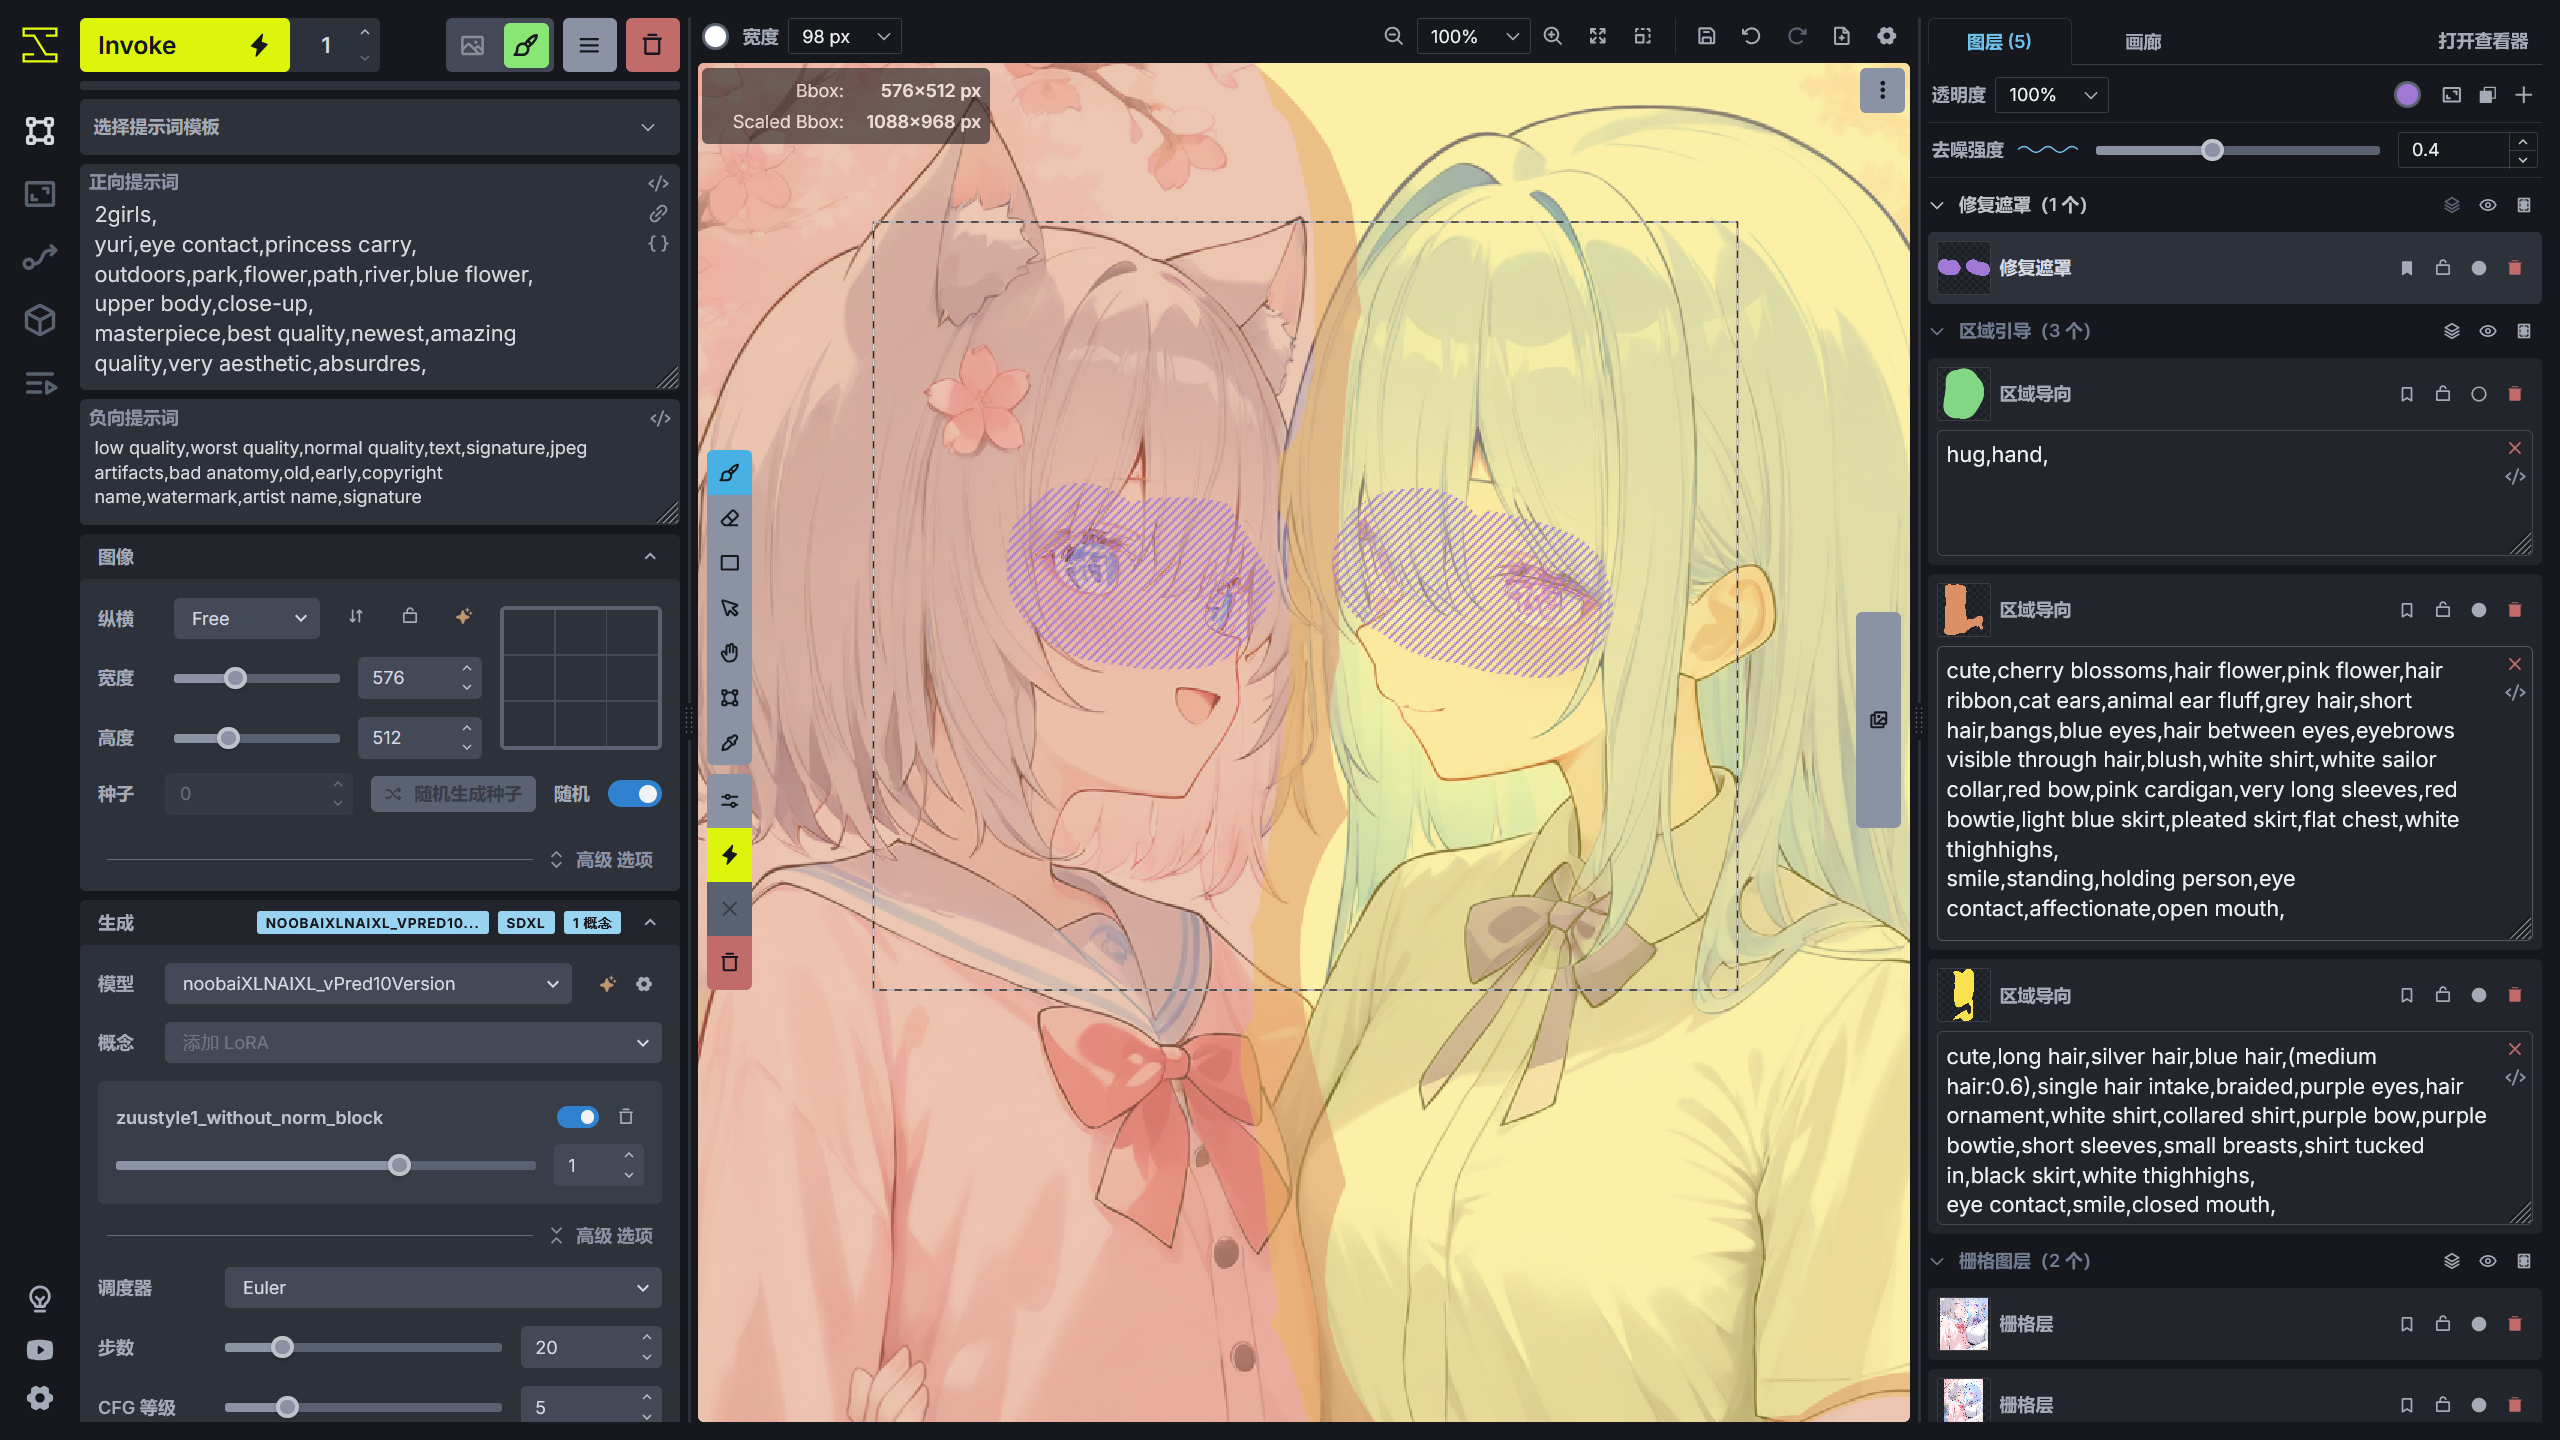 Invoke
1
选择提示词模板
正向提示词
2girls,
yuri,eye contact,princess carry,
outdoors,park,flower,path,river,blue flower,
upper body,close-up,
masterpiece,best quality,newest,amazing
quality,very aesthetic,absurdres,
负向提示词
low quality,worst quality,normal quality,text,signature,jpeg
artifacts,bad anatomy,old,early,copyright
name,watermark,artist name,signature
图像
纵横
Free
宽度
576
高度
512
种子
0
随机生成种子
随机
高级 选项
生成
NOOBAIXLNAIXL_VPRED10...
SDXL
1 概念
模型
noobaiXLNAIXL_vPred10Version
概念
添加 LoRA
zuustyle1_without_norm_block
1
高级 选项
调度器
Euler
步数
20
CFG 等级
5
宽度
98 px
100%
Bbox: 576×512 px
Scaled Bbox: 1088×968 px
图层 (5)
画廊
打开查看器
透明度
100%
去噪强度
0.4
修复遮罩 (1 个)
修复遮罩
区域引导 (3 个)
区域导向
hug,hand,
区域导向
cute,cherry blossoms,hair flower,pink flower,hair
ribbon,cat ears,animal ear fluff,grey hair,short
hair,bangs,blue eyes,hair between eyes,eyebrows
visible through hair,blush,white shirt,white sailor
collar,red bow,pink cardigan,very long sleeves,red
bowtie,light blue skirt,pleated skirt,flat chest,white
thighhighs,
smile,standing,holding person,eye
contact,affectionate,open mouth,
区域导向
cute,long hair,silver hair,blue hair,(medium
hair:0.6),single hair intake,braided,purple eyes,hair
ornament,white shirt,collared shirt,purple bow,purple
bowtie,short sleeves,small breasts,shirt tucked
in,black skirt,white thighhighs,
eye contact,smile,closed mouth,
栅格图层 (2 个)
栅格层
栅格层